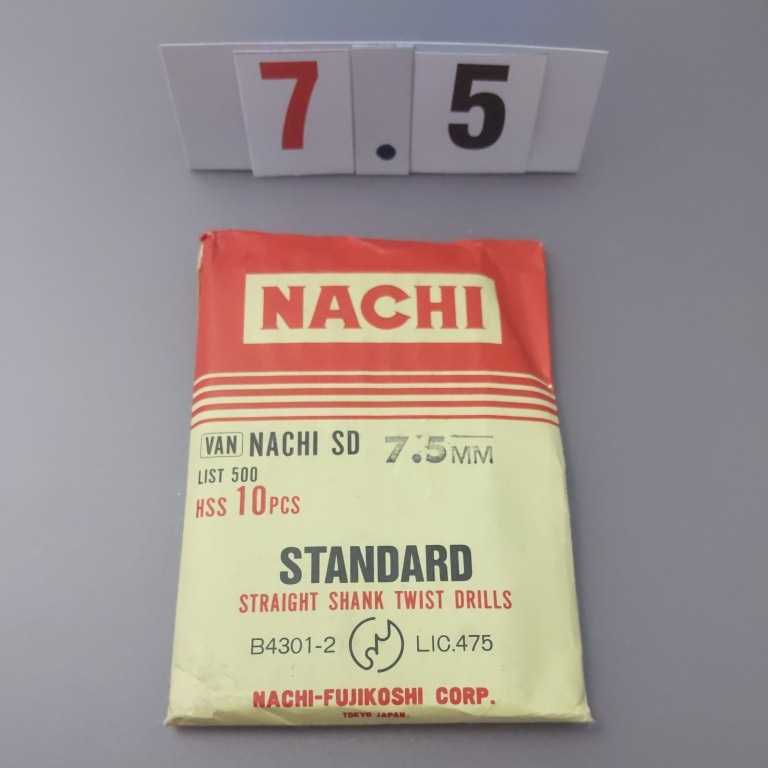 7.5
NACHI
VAN NACHI SD 7.5MM
LIST 500
HSS 10PCS
STANDARD
STRAIGHT SHANK TWIST DRILLS
B4301-2 LIC.475
NACHI-FUJIKOSHI CORP.
TOKYO JAPAN.